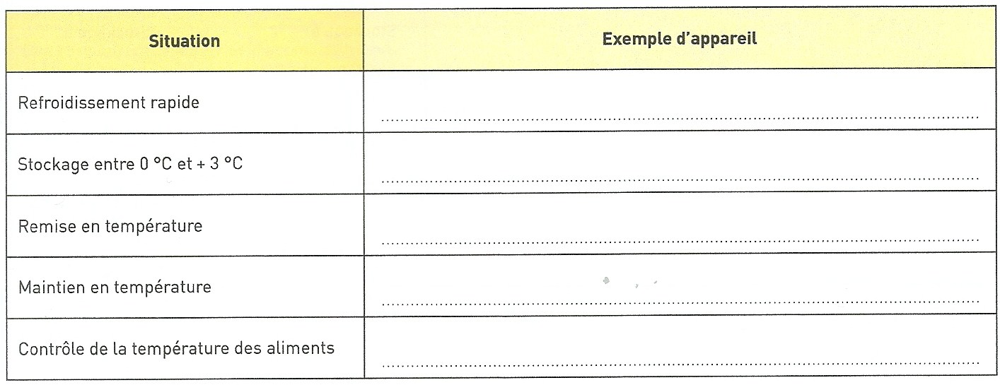 Situation
Exemple d'appareil
Refroidissement rapide
Stockage entre 0 °C et + 3 °C
Remise en température
Maintien en température
Contrôle de la température des aliments